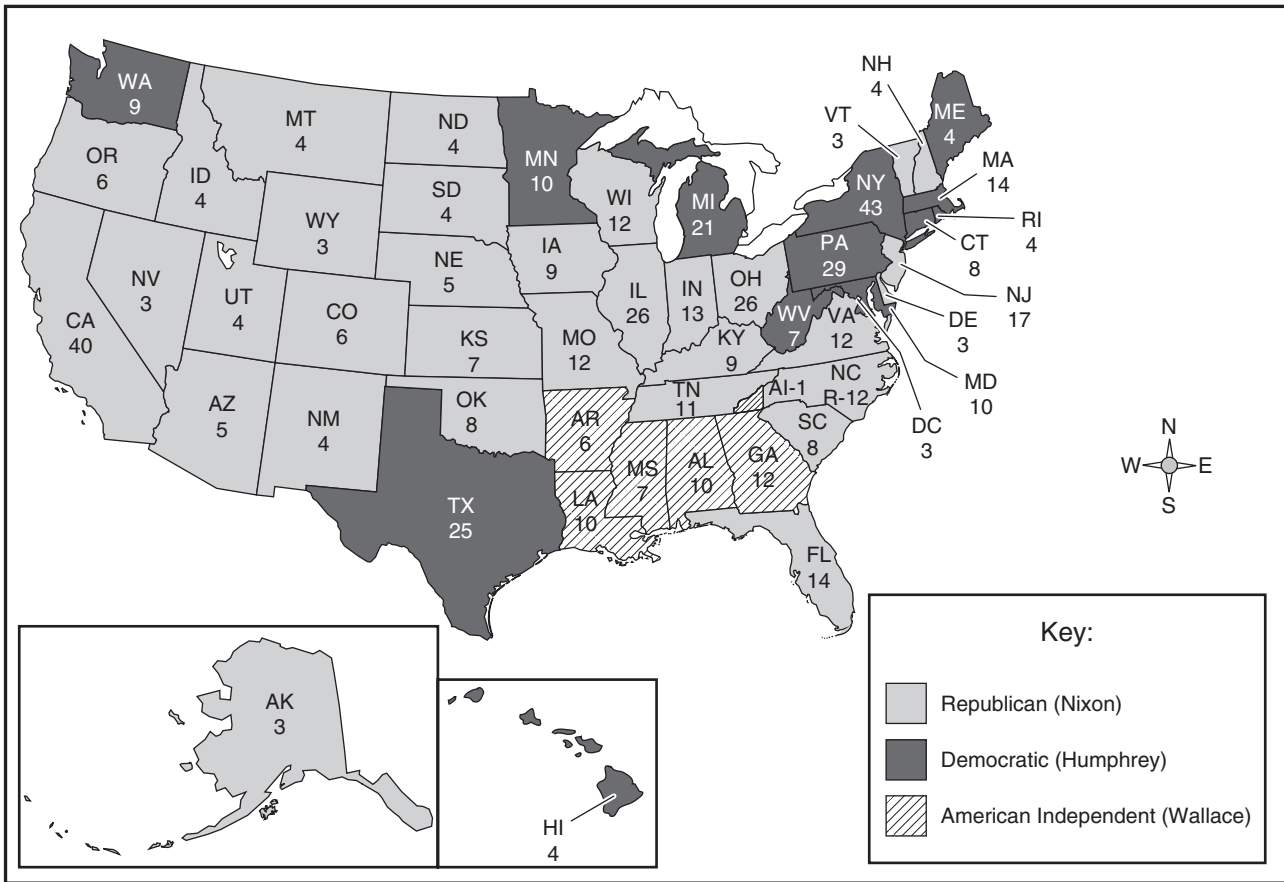 WA
9
OR
6
ID
4
MT
4
ND
4
SD
4
WY
3
NE
5
NV
3
UT
4
CO
6
KS
7
CA
40
AZ
5
NM
4
OK
8
TX
25
MN
10
IA
9
MO
12
WI
12
IL
26
IN
13
MI
21
OH
26
KY
9
TN
11
AR
6
LA
10
MS
7
AL
10
GA
12
FL
14
SC
8
AI-1
NC
R-12
VA
12
WV
7
PA
29
NY
43
VT
3
NH
4
ME
4
MA
14
RI
4
CT
8
NJ
17
DE
3
MD
10
DC
3
N
W
E
S
AK
3
HI
4
Key:
Republican (Nixon)
Democratic (Humphrey)
American Independent (Wallace)